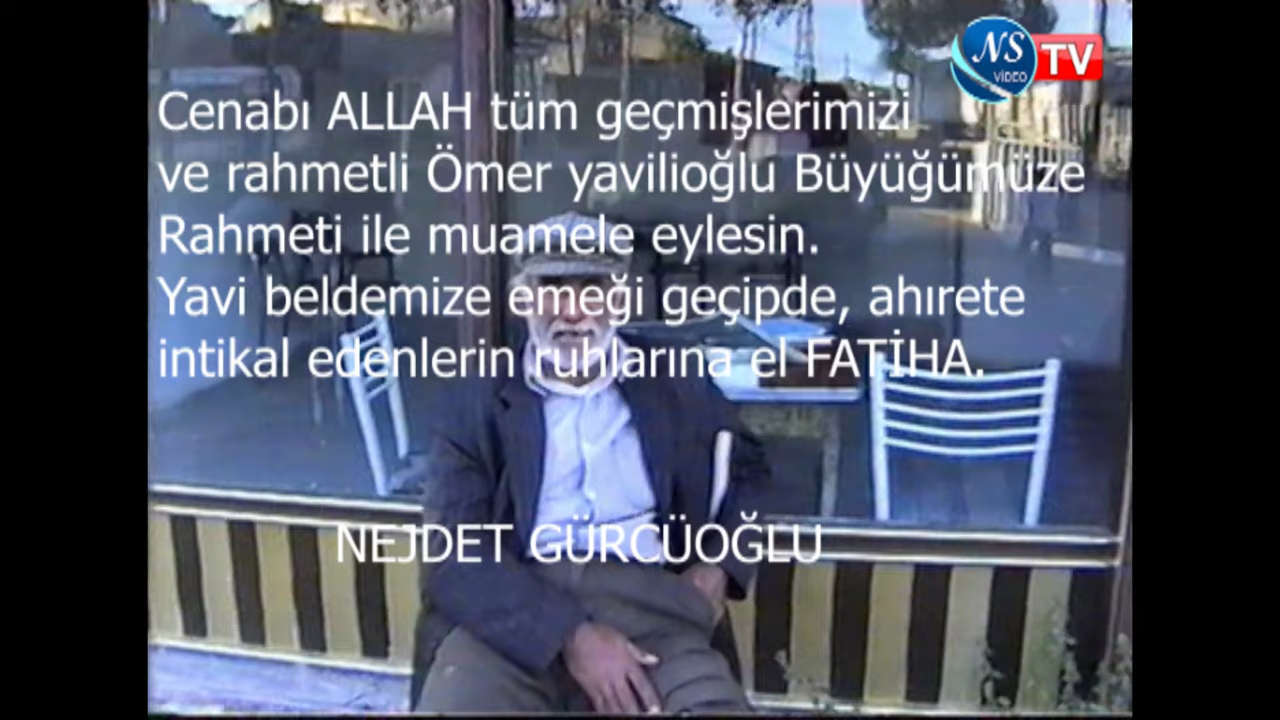 NS
VİDEO
TV
Cenabı ALLAH tüm geçmişlerimizi
ve rahmetli Ömer yavilioğlu Büyüğümüze
Rahmeti ile muamele eylesin.
Yavi beldemize emeği geçipde, ahırete
intikal edenlerin ruhlarına el FATİHA.
NEJDET GÜRCÜOĞLU